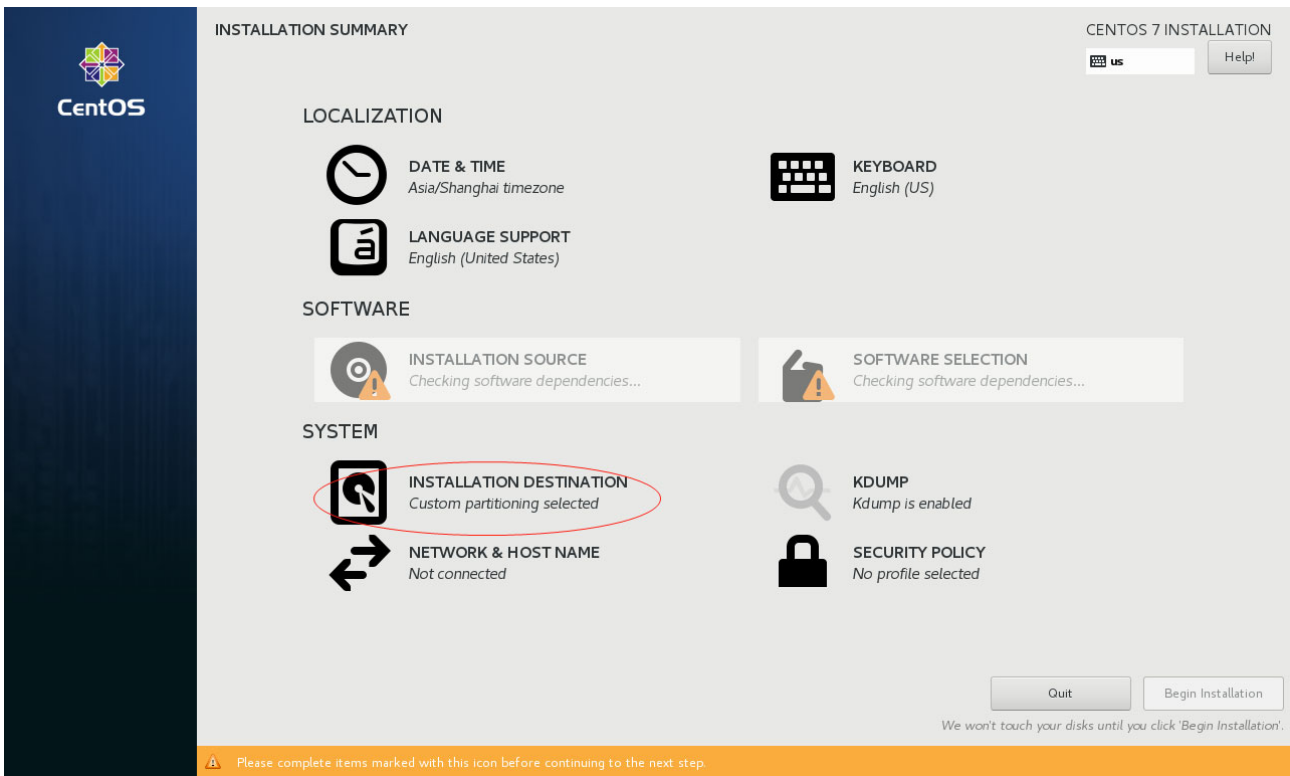 INSTALLATION SUMMARY
CENTOS 7 INSTALLATION
us
Help!
CentOS
LOCALIZATION
DATE & TIME
Asia/Shanghai timezone
KEYBOARD
English (US)
á
LANGUAGE SUPPORT
English (United States)
SOFTWARE
INSTALLATION SOURCE
Checking software dependencies...
SOFTWARE SELECTION
Checking software dependencies...
SYSTEM
INSTALLATION DESTINATION
Custom partitioning selected
KDUMP
Kdump is enabled
NETWORK & HOST NAME
Not connected
SECURITY POLICY
No profile selected
Quit
Begin Installation
We won't touch your disks until you click 'Begin Installation'.
Please complete items marked with this icon before continuing to the next step.